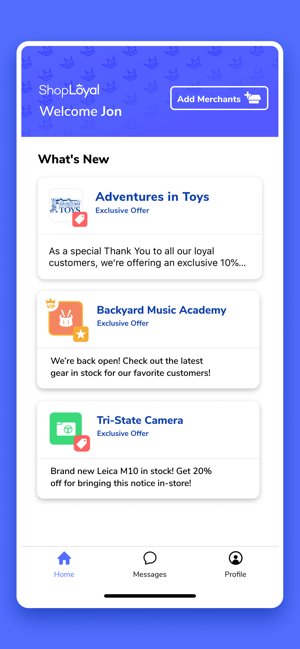 ShopLoyal
Welcome Jon
Add Merchants
What's New
ADVENTURES IN
TOYS
Adventures in Toys
Exclusive Offer
As a special Thank You to all our loyal
customers, we're offering an exclusive 10%...
VIP
Backyard Music Academy
Exclusive Offer
We're back open! Check out the latest
gear in stock for our favorite customers!
Tri-State Camera
Exclusive Offer
Brand new Leica M10 in stock! Get 20%
off for bringing this notice in-store!
Home
Messages
Profile